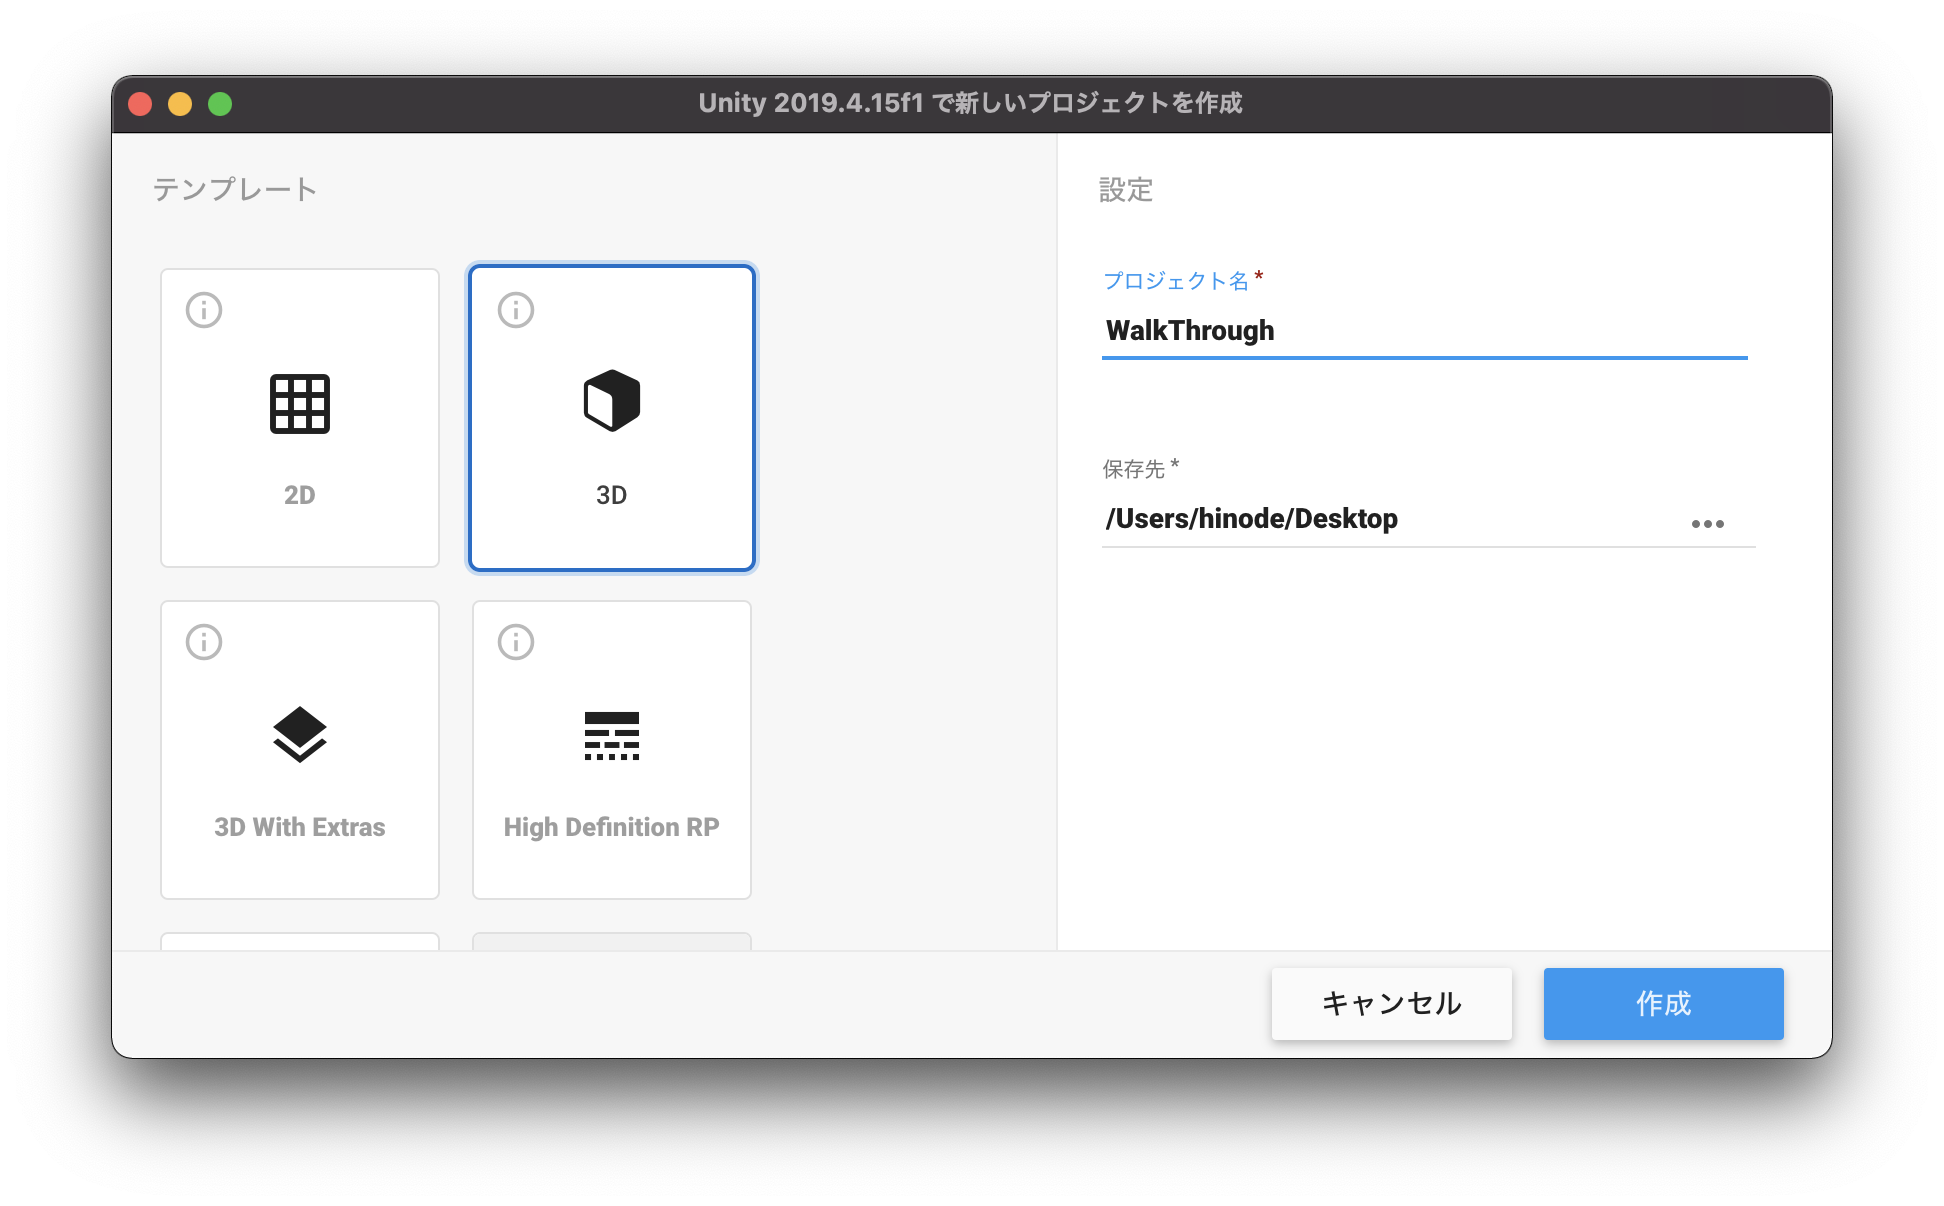 Unity 2019.4.15f1 で新しいプロジェクトを作成
テンプレート
2D
3D
3D With Extras
High Definition RP
設定
プロジェクト名 *
WalkThrough
保存先 *
/Users/hinode/Desktop
キャンセル
作成